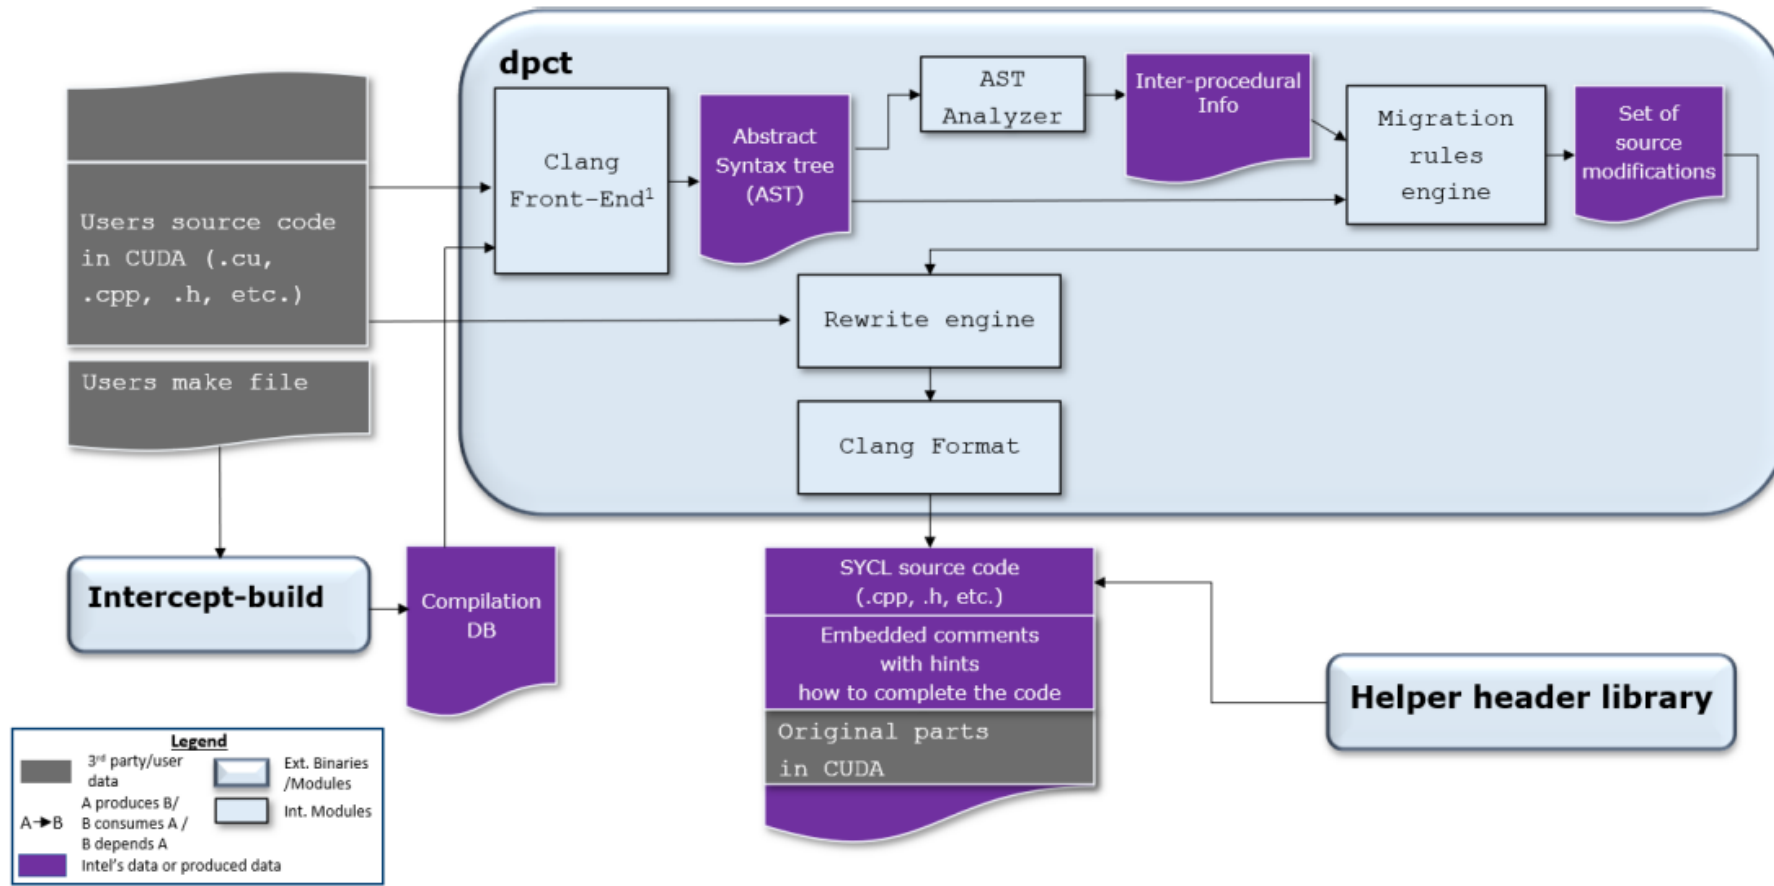 dpct
Clang
Front-End¹
Abstract
Syntax tree
(AST)
AST
Analyzer
Inter-procedural
Info
Migration
rules
engine
Set of
source
modifications
Users source code
in CUDA (.cu,
.cpp, .h, etc.)
Users make file
Rewrite engine
Clang Format
Intercept-build
Compilation
DB
SYCL source code
(.cpp, .h, etc.)
Embedded comments
with hints
how to complete the code
Original parts
in CUDA
Helper header library
Legend
3rd party/user
data
Ext. Binaries
/Modules
A→B
A produces B/
B consumes A /
B depends A
Int. Modules
Intel's data or produced data